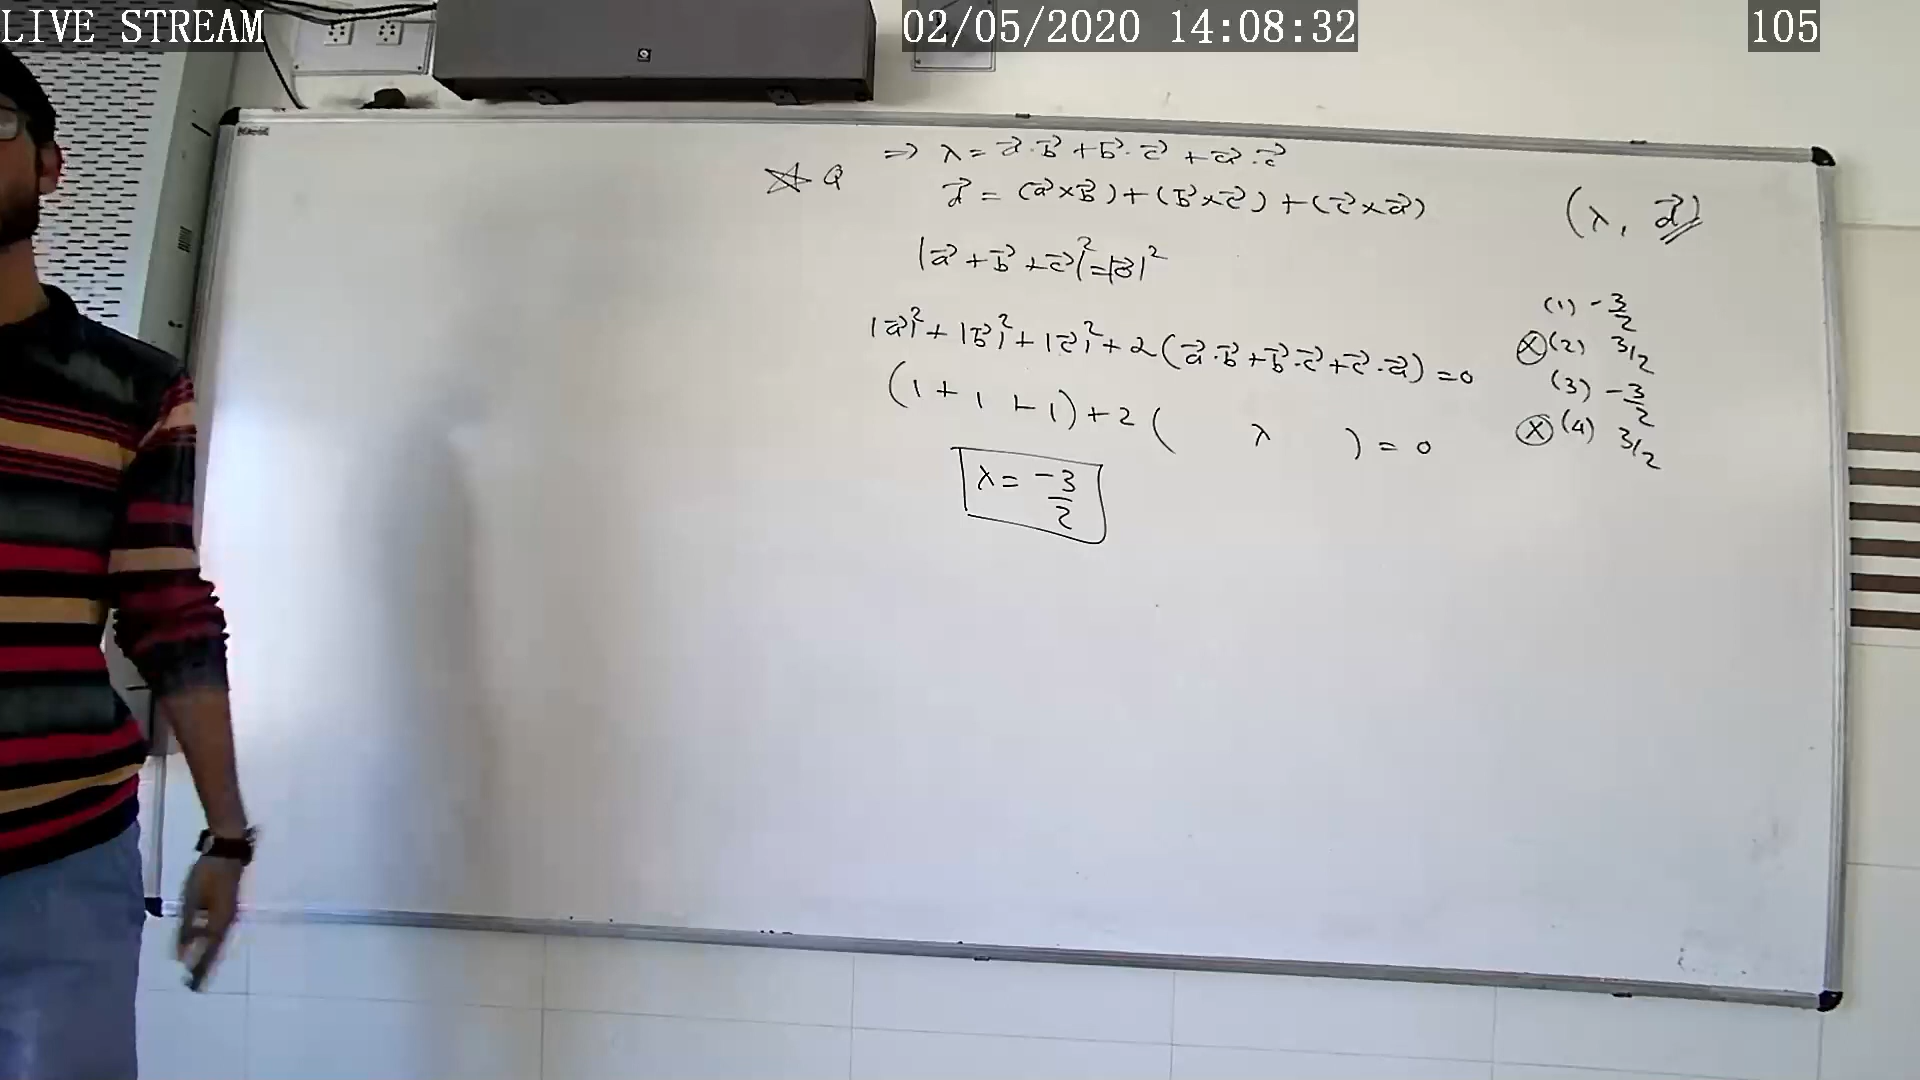 LIVE STREAM 02/05/2020 14:08:32 105
☆ Q ⇒ λ = a⃗·b⃗ + b⃗·c⃗ + a⃗·c⃗
d⃗ = (a⃗×b⃗) + (b⃗×c⃗) + (c⃗×a⃗)
(λ, d⃗)
|a⃗ + b⃗ + c⃗|² = |0⃗|²
|a⃗|² + |b⃗|² + |c⃗|² + 2(a⃗·b⃗ + b⃗·c⃗ + c⃗·a⃗) = 0
(1 + 1 + 1) + 2( λ ) = 0
λ = -3/2
(1) -3/2
ⓧ (2) 3/2
(3) -3/2
ⓧ (4) 3/2